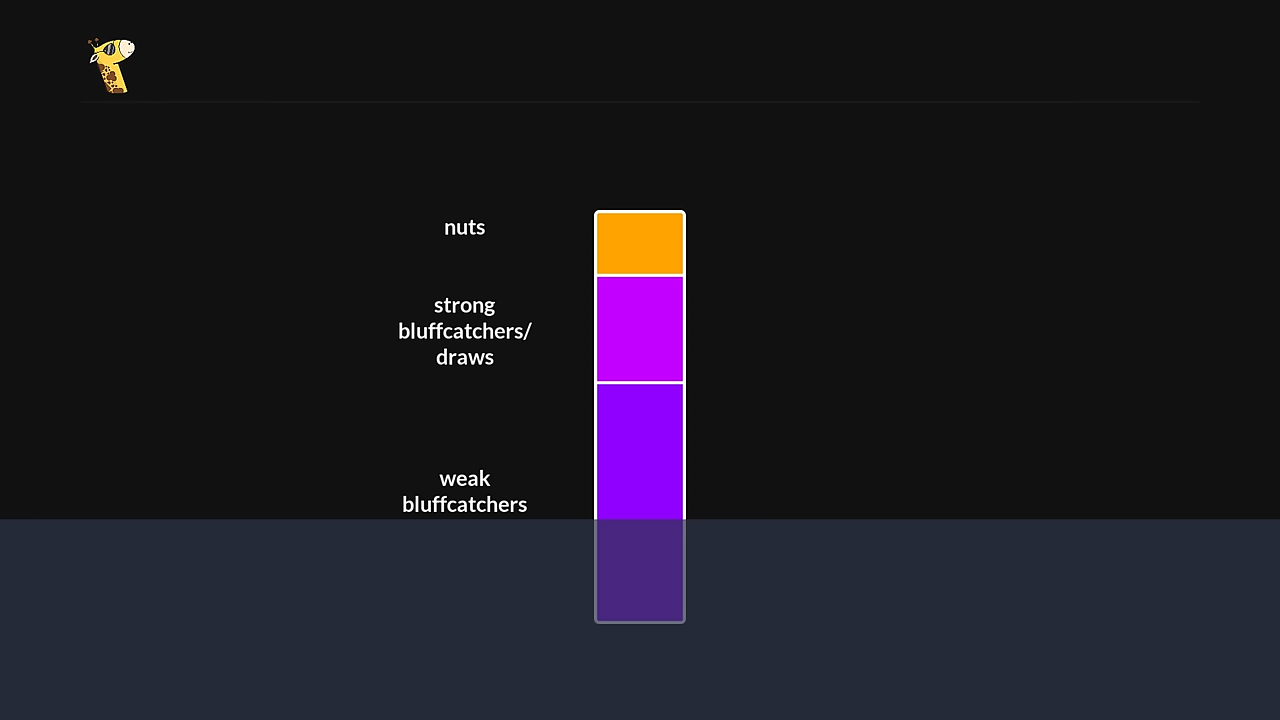 nuts
strong
bluffcatchers/
draws
weak
bluffcatchers